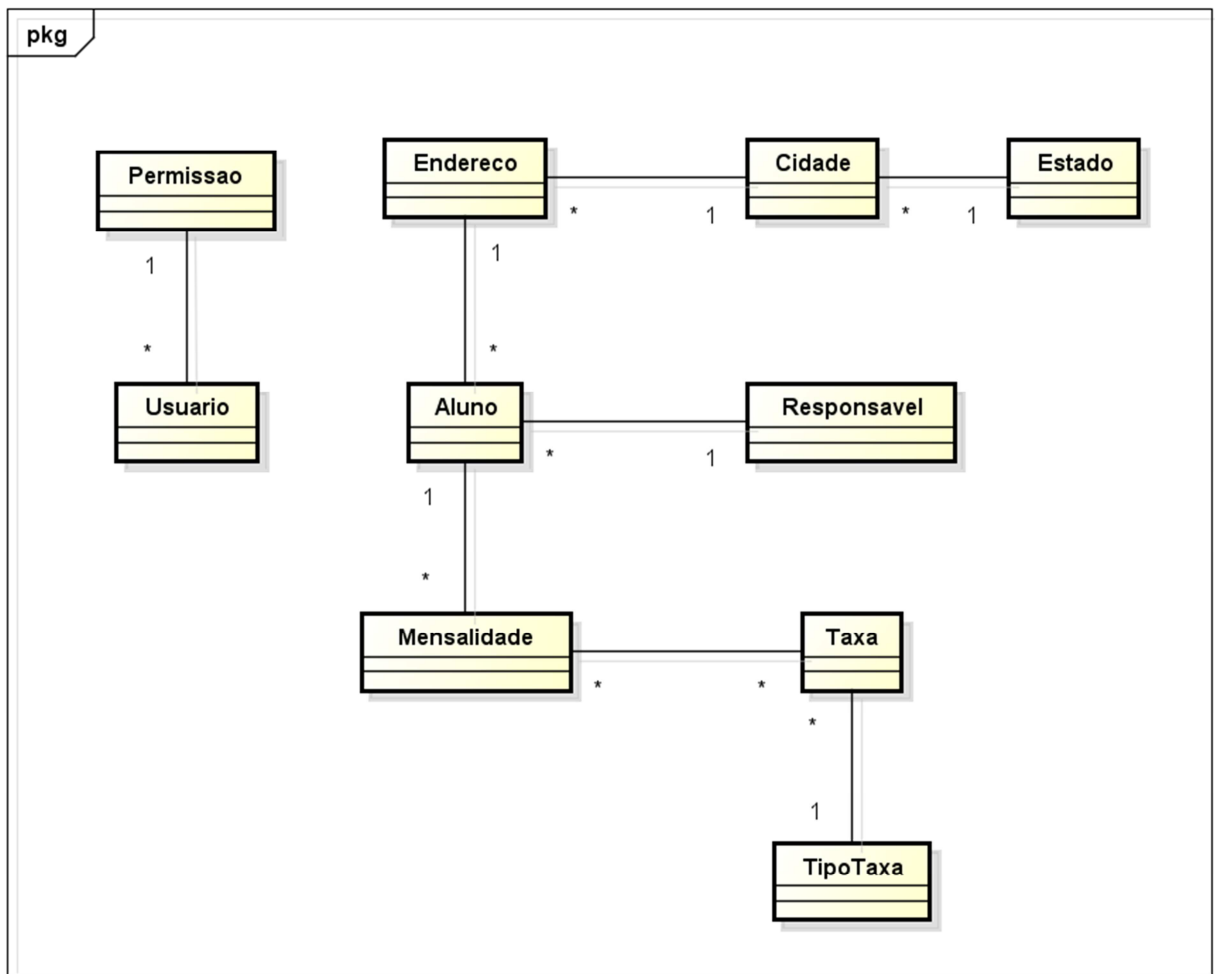 pkg
Permissao
Endereco
Cidade
Estado
* 1
* 1
1
1
*
*
Usuario
Aluno
Responsavel
* 1
1
*
Mensalidade
Taxa
* *
*
1
TipoTaxa